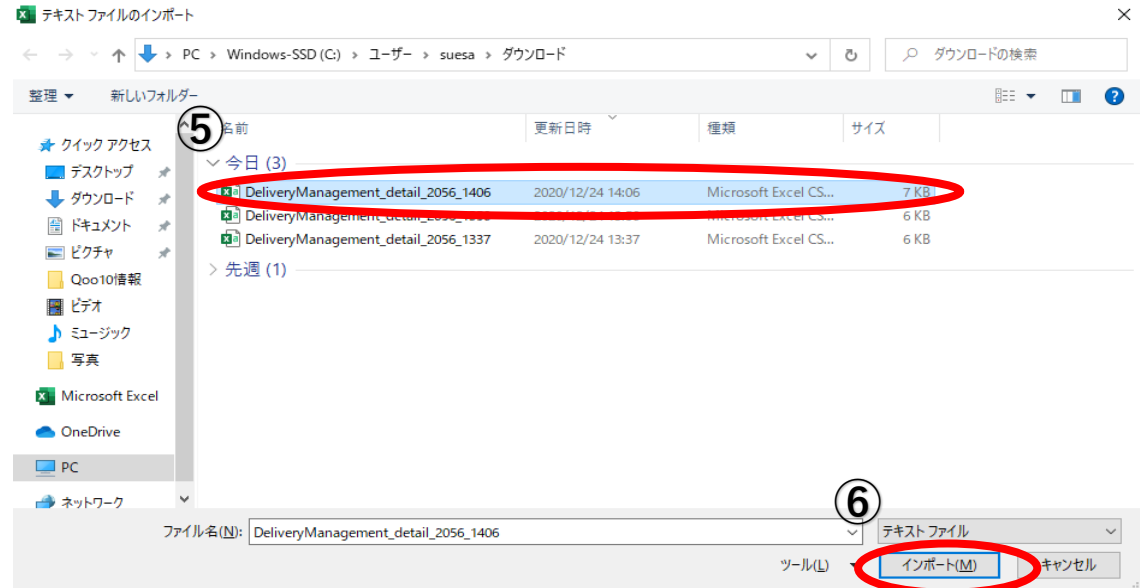 テキスト ファイルのインポート
PC › Windows-SSD (C:) › ユーザー › suesa › ダウンロード
ダウンロードの検索
整理 新しいフォルダー
⑤
名前 更新日時 種類 サイズ
クイック アクセス
デスクトップ
ダウンロード
ドキュメント
ピクチャ
Qoo10情報
ビデオ
ミュージック
写真
Microsoft Excel
OneDrive
PC
ネットワーク
今日 (3)
DeliveryManagement_detail_2056_1406 2020/12/24 14:06 Microsoft Excel CS... 7 KB
Microsoft Excel CS... 6 KB
DeliveryManagement_detail_2056_1337 2020/12/24 13:37 Microsoft Excel CS... 6 KB
先週 (1)
⑥
ファイル名(N): DeliveryManagement_detail_2056_1406 テキスト ファイル
ツール(L) インポート(M) キャンセル